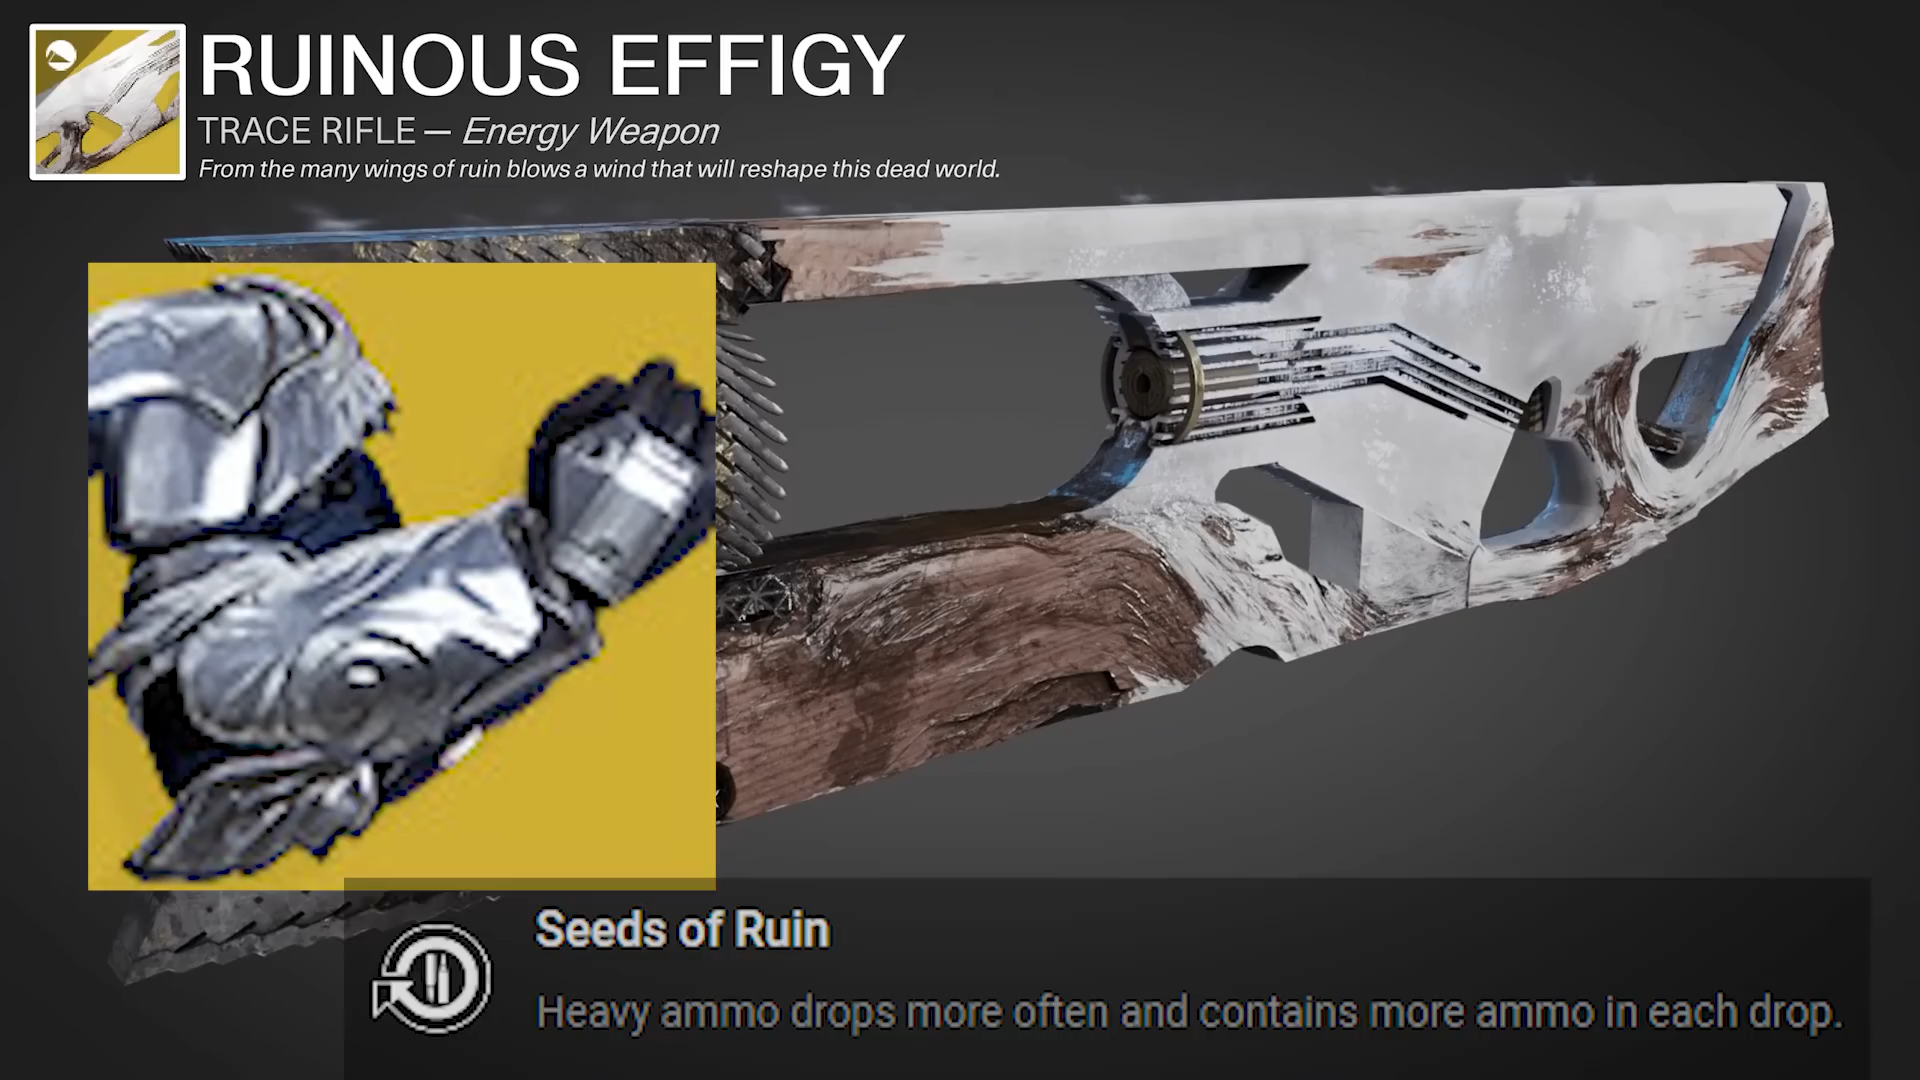 RUINOUS EFFIGY
TRACE RIFLE — Energy Weapon
From the many wings of ruin blows a wind that will reshape this dead world.
Seeds of Ruin
Heavy ammo drops more often and contains more ammo in each drop.